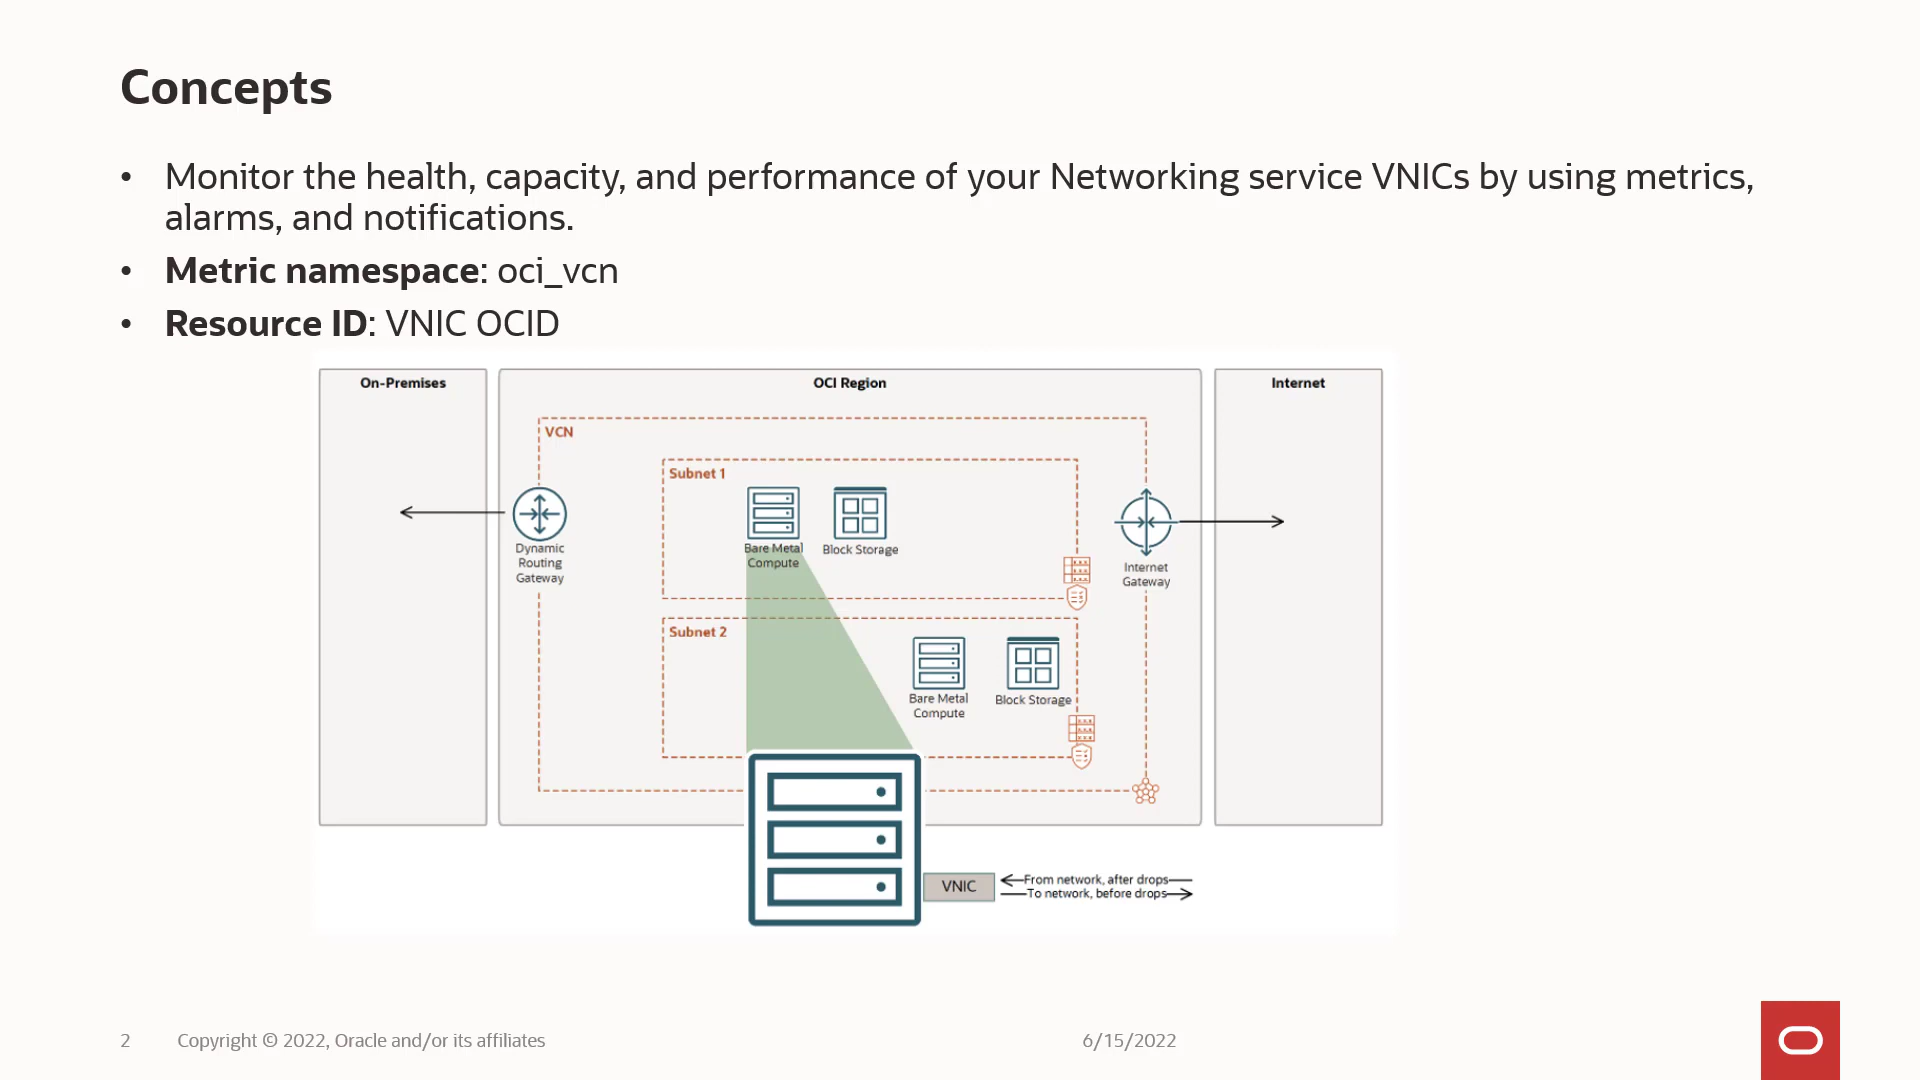 Concepts
• Monitor the health, capacity, and performance of your Networking service VNICs by using metrics,
alarms, and notifications.
• Metric namespace: oci_vcn
• Resource ID: VNIC OCID
On-Premises
OCI Region
Internet
VCN
Subnet 1
Bare Metal
Compute
Block Storage
Dynamic
Routing
Gateway
Internet
Gateway
Subnet 2
Bare Metal
Compute
Block Storage
VNIC
From network, after drops
To network, before drops
2
Copyright © 2022, Oracle and/or its affiliates
6/15/2022